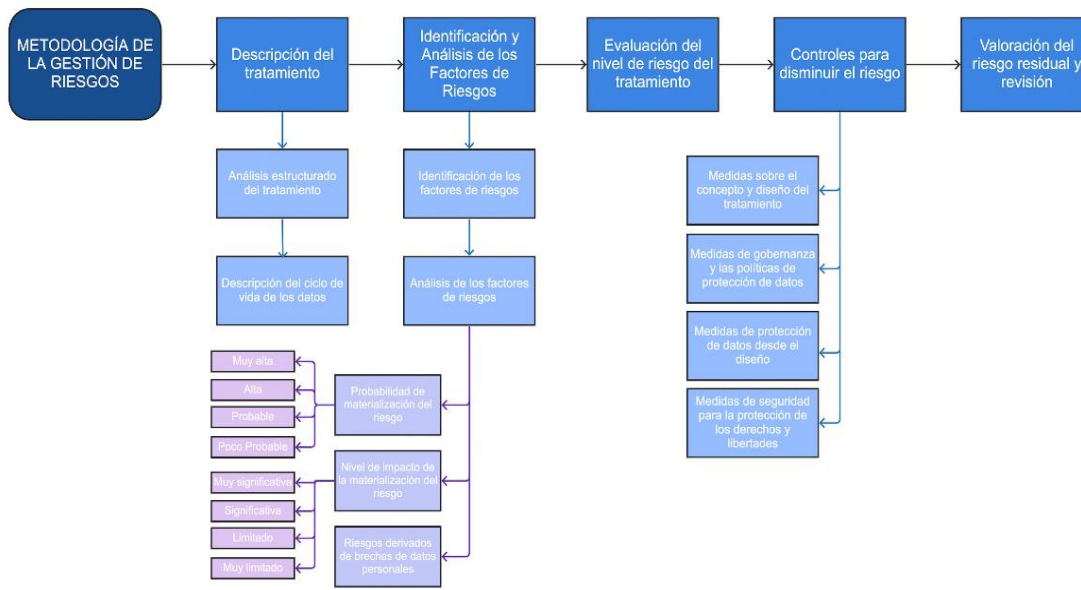 METODOLOGÍA DE
LA GESTIÓN DE
RIESGOS
Descripción del
tratamiento
Identificación y
Análisis de los
Factores de
Riesgos
Evaluación del
nivel de riesgo del
tratamiento
Controles para
disminuir el riesgo
Valoración del
riesgo residual y
revisión
Análisis estructurado
del tratamiento
Descripción del ciclo de
vida de los datos
Identificación de los
factores de riesgos
Análisis de los factores
de riesgos
Probabilidad de
materialización del
riesgo
Muy alta
Alta
Probable
Poco Probable
Nivel de impacto de
la materialización del
riesgo
Muy significativa
Significativa
Limitado
Muy limitado
Riesgos derivados
de brechas de datos
personales
Medidas sobre el
concepto y diseño del
tratamiento
Medidas de gobernanza
y las políticas de
protección de datos
Medidas de protección
de datos desde el
diseño
Medidas de seguridad
para la protección de
los derechos y
libertades